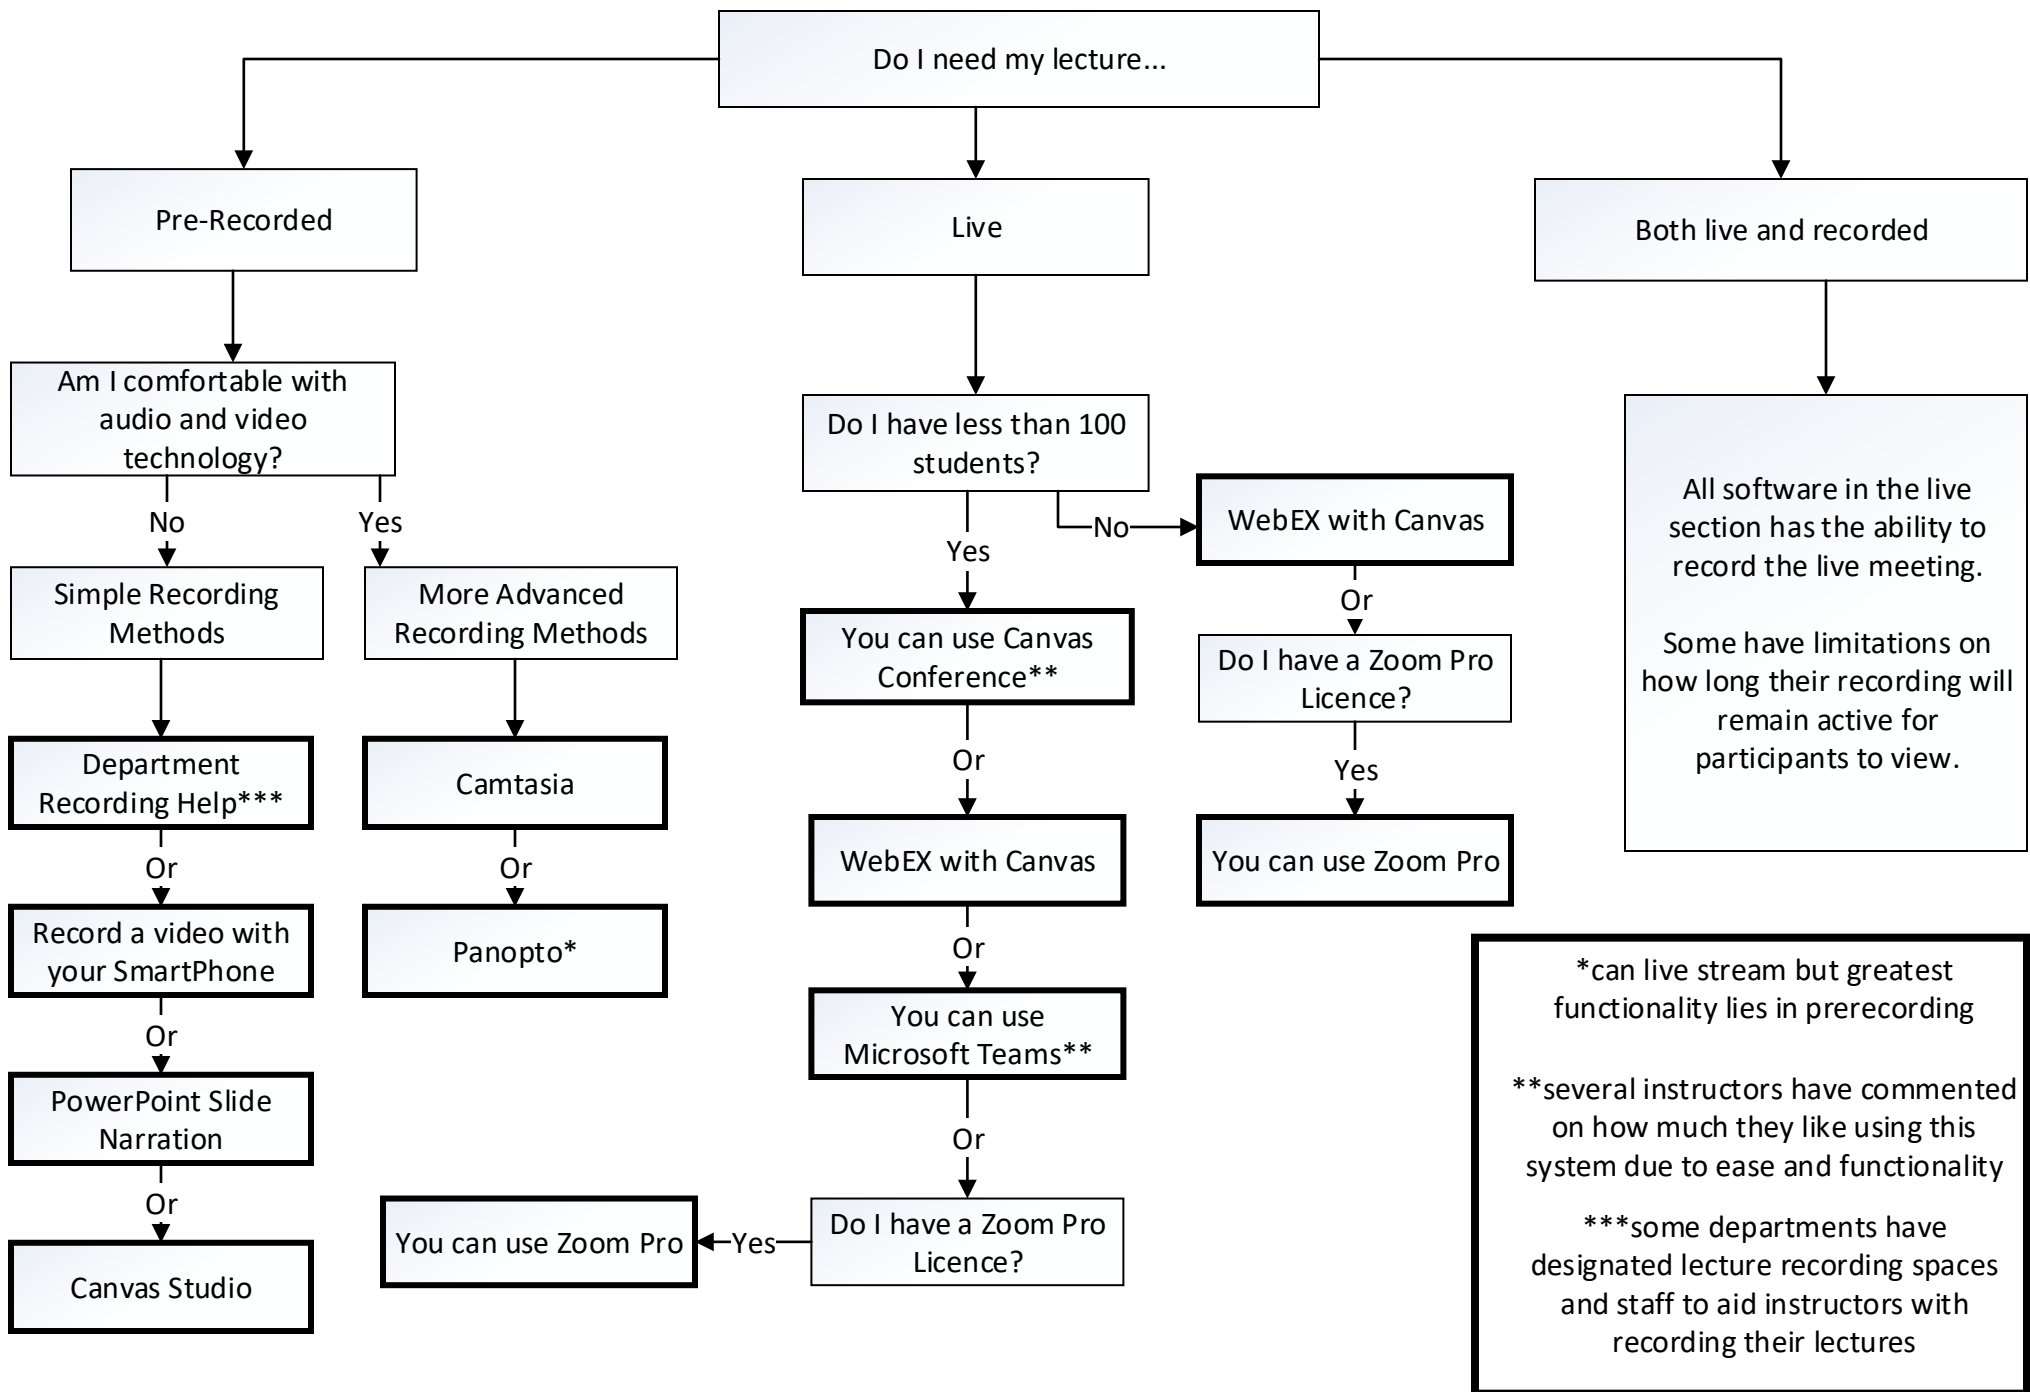 Do I need my lecture...
Pre-Recorded
Live
Both live and recorded
Am I comfortable with
audio and video
technology?
No
Yes
Simple Recording
Methods
More Advanced
Recording Methods
Department
Recording Help***
Or
Record a video with
your SmartPhone
Or
PowerPoint Slide
Narration
Or
Canvas Studio
Camtasia
Or
Panopto*
Do I have less than 100
students?
Yes
No
You can use Canvas
Conference**
Or
WebEX with Canvas
Or
You can use
Microsoft Teams**
Or
Do I have a Zoom Pro
Licence?
Yes
You can use Zoom Pro
WebEX with Canvas
Or
Do I have a Zoom Pro
Licence?
Yes
You can use Zoom Pro
All software in the live
section has the ability to
record the live meeting.
Some have limitations on
how long their recording will
remain active for
participants to view.
*can live stream but greatest
functionality lies in prerecording
**several instructors have commented
on how much they like using this
system due to ease and functionality
***some departments have
designated lecture recording spaces
and staff to aid instructors with
recording their lectures